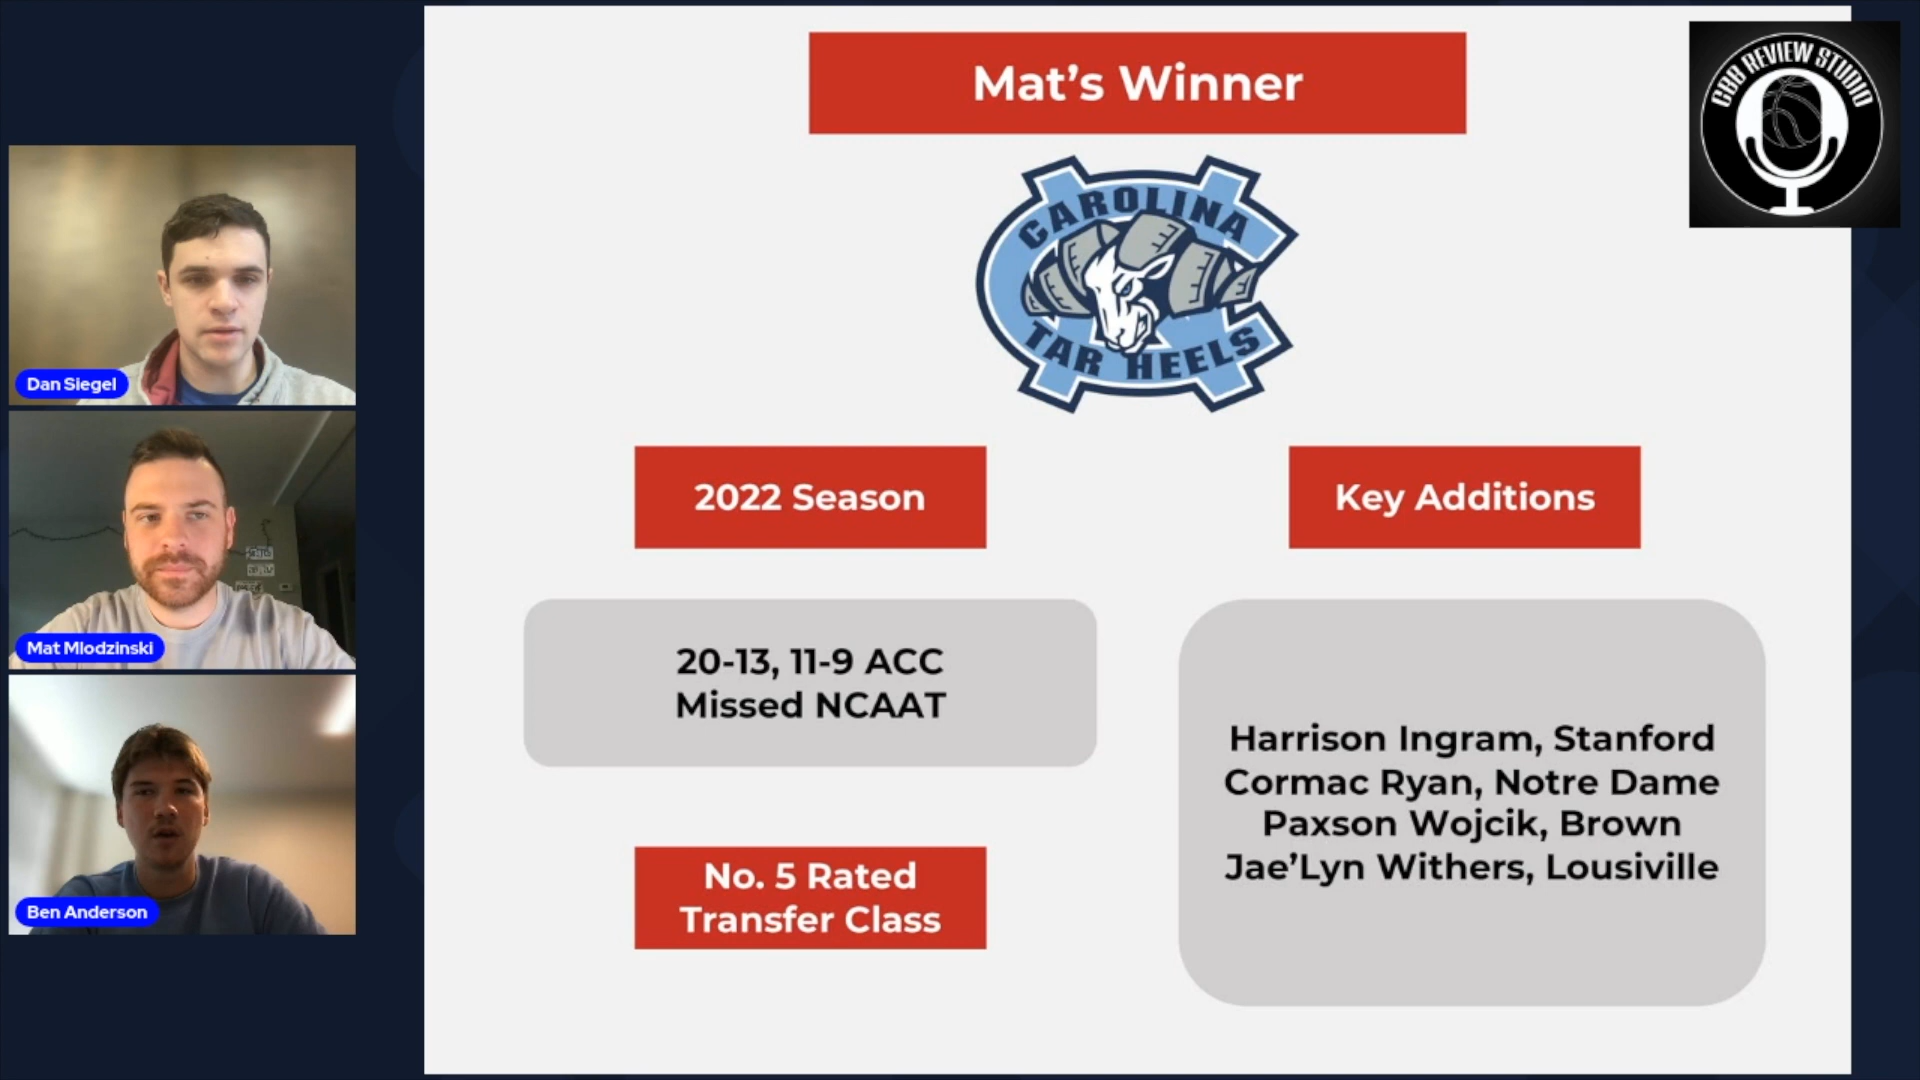 Mat's Winner
CBB REVIEW STUDIO
CAROLINA
TAR HEELS
Dan Siegel
Mat Mlodzinski
Ben Anderson
2022 Season
20-13, 11-9 ACC
Missed NCAAT
No. 5 Rated
Transfer Class
Key Additions
Harrison Ingram, Stanford
Cormac Ryan, Notre Dame
Paxson Wojcik, Brown
Jae'Lyn Withers, Lousiville